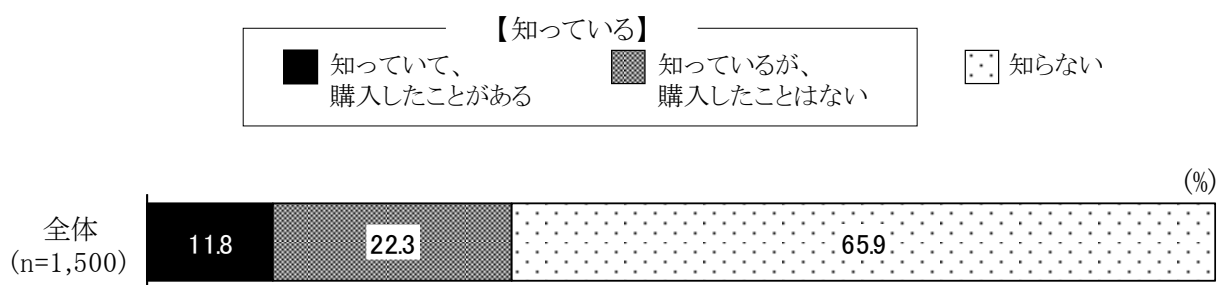 【知っている】
知っていて、
購入したことがある
知っているが、
購入したことはない
知らない
(%)
全体
(n=1,500)
11.8
22.3
65.9